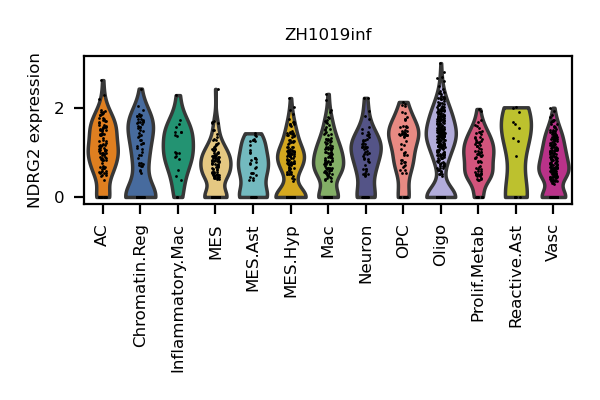 ZH1019inf
NDRG2 expression
2
0
AC
Chromatin.Reg
Inflammatory.Mac
MES
MES.Ast
MES.Hyp
Mac
Neuron
OPC
Oligo
Prolif.Metab
Reactive.Ast
Vasc